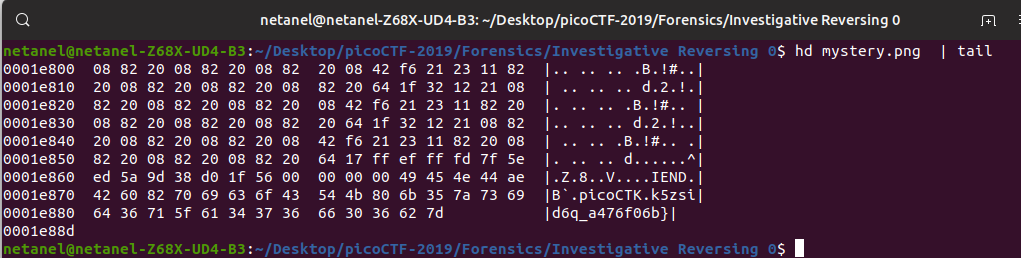 netanel@netanel-Z68X-UD4-B3: ~/Desktop/picoCTF-2019/Forensics/Investigative Reversing 0
netanel@netanel-Z68X-UD4-B3:~/Desktop/picoCTF-2019/Forensics/Investigative Reversing 0$ hd mystery.png  | tail
0001e800  08 82 20 08 82 20 08 82  20 08 42 f6 21 23 11 82  |.. .. .. .B.!#..|
0001e810  20 08 82 20 08 82 20 08  82 20 64 1f 32 12 21 08  | .. .. .. d.2.!.|
0001e820  82 20 08 82 20 08 82 20  08 42 f6 21 23 11 82 20  |. .. .. .B.!#.. |
0001e830  08 82 20 08 82 20 08 82  20 64 1f 32 12 21 08 82  |.. .. .. d.2.!..|
0001e840  20 08 82 20 08 82 20 08  42 f6 21 23 11 82 20 08  | .. .. .B.!#.. .|
0001e850  82 20 08 82 20 08 82 20  64 17 ff ef ff fd 7f 5e  |. .. .. d......^|
0001e860  ed 5a 9d 38 d0 1f 56 00  00 00 00 49 45 4e 44 ae  |.Z.8..V....IEND.|
0001e870  42 60 82 70 69 63 6f 43  54 4b 80 6b 35 7a 73 69  |B`.picoCTK.k5zsi|
0001e880  64 36 71 5f 61 34 37 36  66 30 36 62 7d           |d6q_a476f06b}|
0001e88d
netanel@netanel-Z68X-UD4-B3:~/Desktop/picoCTF-2019/Forensics/Investigative Reversing 0$